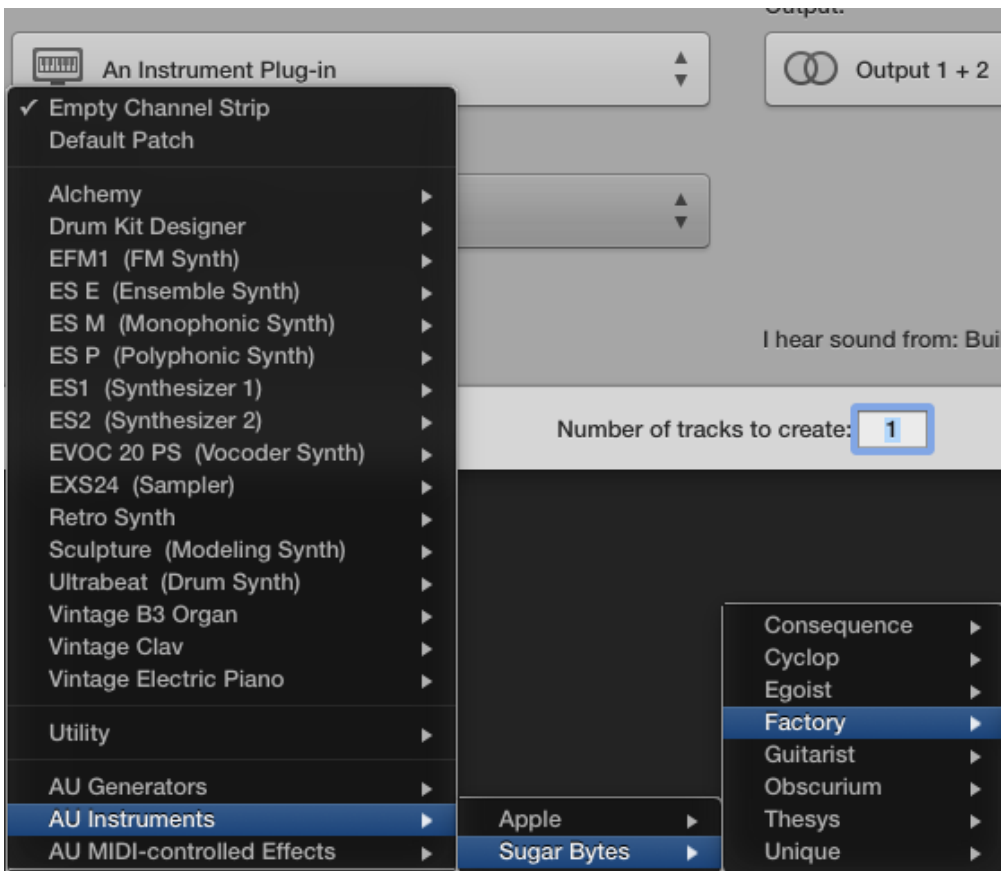 Output:
An Instrument Plug-in
Output 1 + 2
✓ Empty Channel Strip
Default Patch
Alchemy
Drum Kit Designer
EFM1 (FM Synth)
ES E (Ensemble Synth)
ES M (Monophonic Synth)
ES P (Polyphonic Synth)
ES1 (Synthesizer 1)
ES2 (Synthesizer 2)
EVOC 20 PS (Vocoder Synth)
EXS24 (Sampler)
Retro Synth
Sculpture (Modeling Synth)
Ultrabeat (Drum Synth)
Vintage B3 Organ
Vintage Clav
Vintage Electric Piano
Utility
AU Generators
AU Instruments
AU MIDI-controlled Effects
I hear sound from: Bui
Number of tracks to create: 1
Apple
Sugar Bytes
Consequence
Cyclop
Egoist
Factory
Guitarist
Obscurium
Thesys
Unique